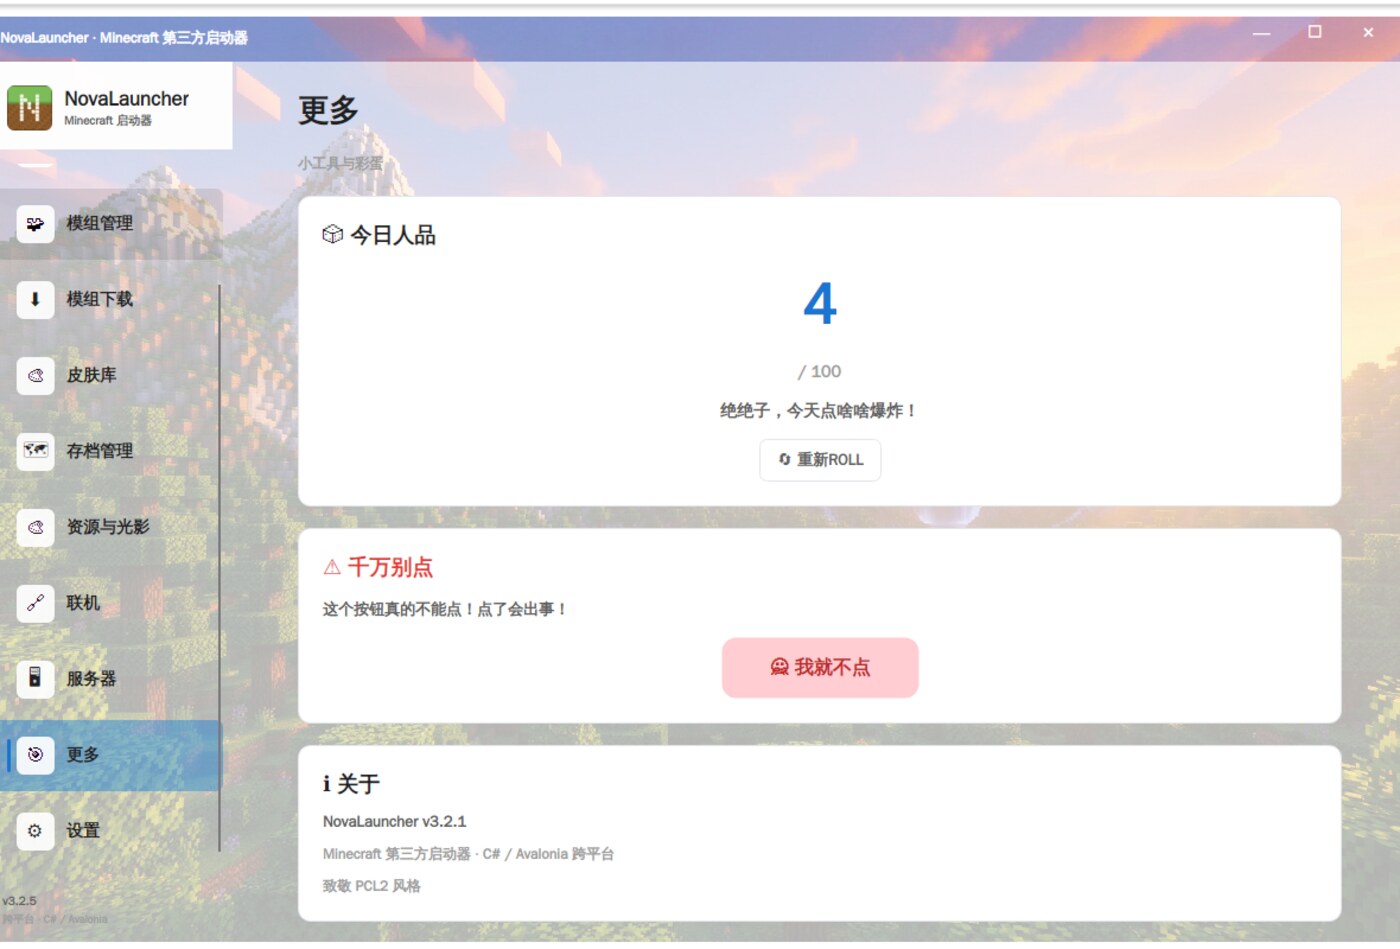 NovaLauncher · Minecraft 第三方启动器
NovaLauncher
Minecraft 启动器
模组管理
模组下载
皮肤库
存档管理
资源与光影
联机
服务器
更多
设置
v3.2.5
跨平台 · C# / Avalonia
更多
小工具与彩蛋
今日人品
4
/ 100
绝绝子，今天点啥啥爆炸！
重新ROLL
⚠ 千万别点
这个按钮真的不能点！点了会出事！
我就不点
ℹ 关于
NovaLauncher v3.2.1
Minecraft 第三方启动器 · C# / Avalonia 跨平台
致敬 PCL2 风格